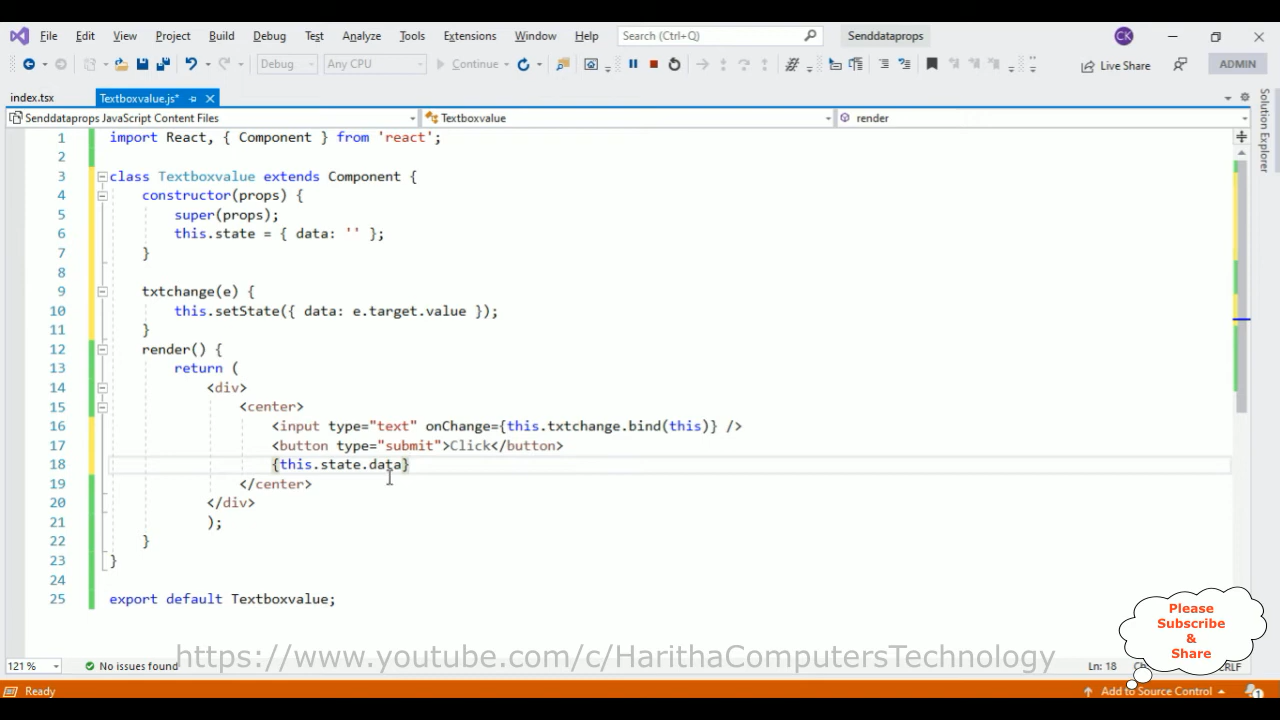 File Edit View Project Build Debug Test Analyze Tools Extensions Window Help Search (Ctrl+Q) Senddataprops CK
Debug Any CPU Continue Live Share ADMIN
index.tsx Textboxvalue.js*
Senddataprops JavaScript Content Files Textboxvalue render
Solution Explorer
1 import React, { Component } from 'react';
2
3 class Textboxvalue extends Component {
4 constructor(props) {
5 super(props);
6 this.state = { data: '' };
7 }
8
9 txtchange(e) {
10 this.setState({ data: e.target.value });
11 }
12 render() {
13 return (
14 <div>
15 <center>
16 <input type="text" onChange={this.txtchange.bind(this)} />
17 <button type="submit">Click</button>
18 {this.state.data}
19 </center>
20 </div>
21 );
22 }
23 }
24
25 export default Textboxvalue;
Please
Subscribe
&
Share
https://www.youtube.com/c/HarithaComputersTechnology
121 % No issues found Ln: 18
Ready Add to Source Control 1